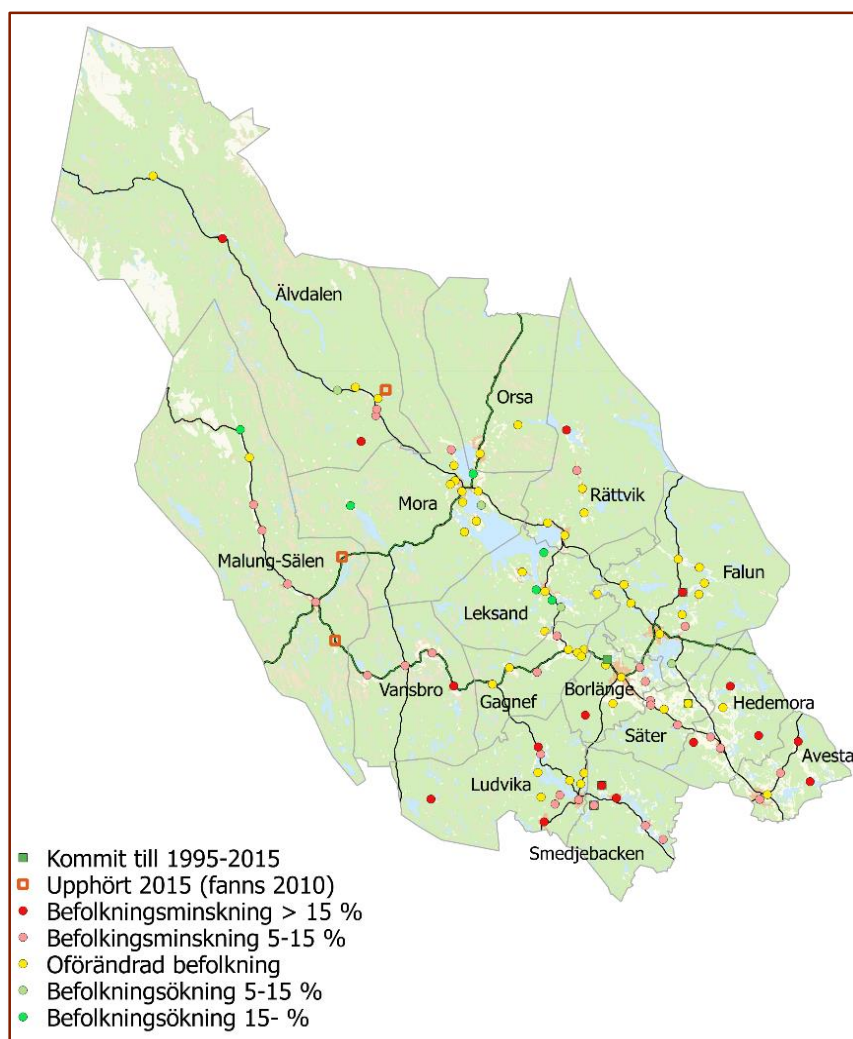 Älvdalen
Orsa
Rättvik
Mora
Malung-Sälen
Falun
Leksand
Vansbro
Gagnef
Borlänge
Hedemora
Säter
Avesta
Ludvika
Smedjebacken
Kommit till 1995-2015
Upphört 2015 (fanns 2010)
Befolkningsminskning > 15 %
Befolkingsminskning 5-15 %
Oförändrad befolkning
Befolkningsökning 5-15 %
Befolkningsökning 15- %